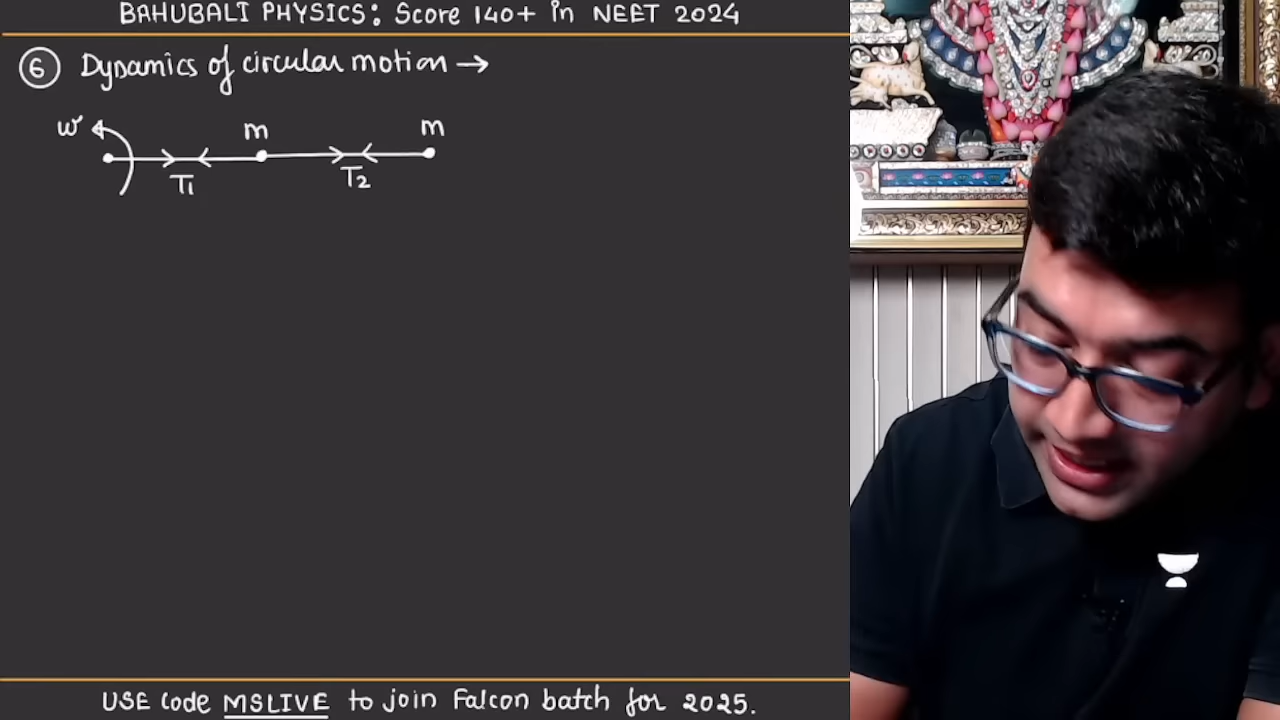 BAHUBALI PHYSICS: Score 140+ in NEET 2024
6 Dynamics of circular motion →
ω m m
T1 T2
USE Code MSLIVE to join Falcon batch for 2025.